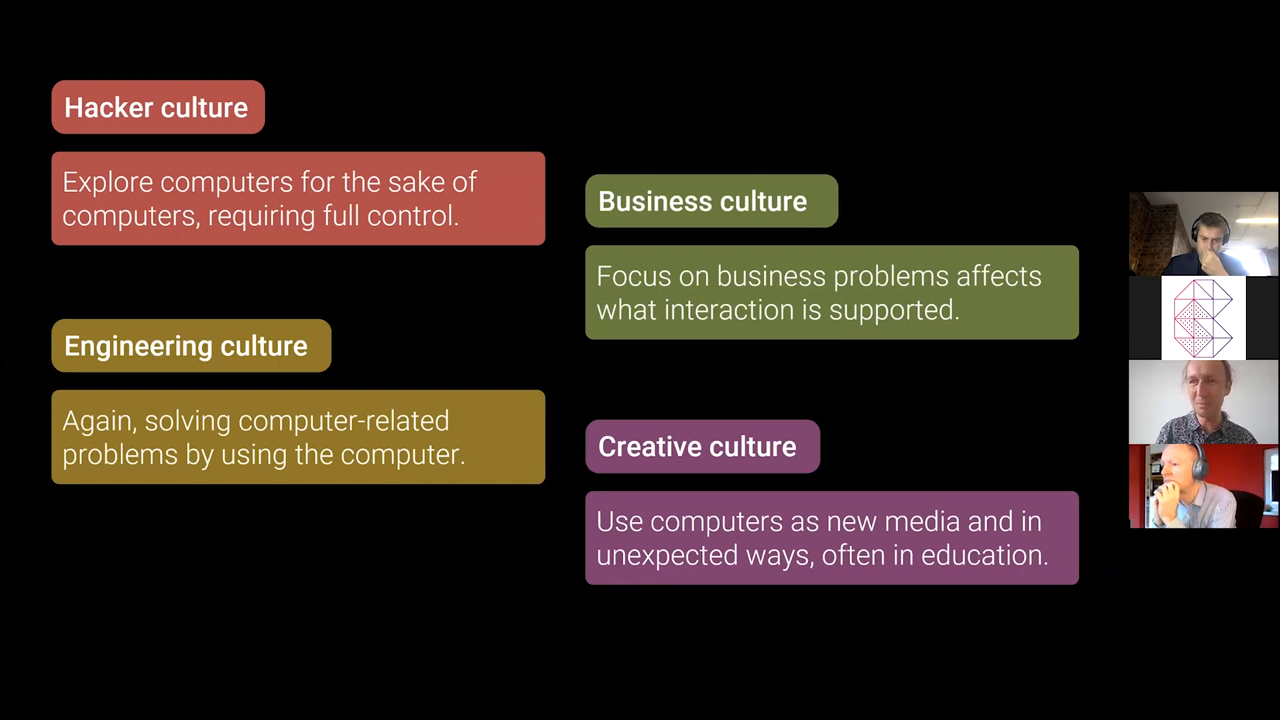 Hacker culture
Explore computers for the sake of
computers, requiring full control.
Engineering culture
Again, solving computer-related
problems by using the computer.
Business culture
Focus on business problems affects
what interaction is supported.
Creative culture
Use computers as new media and in
unexpected ways, often in education.